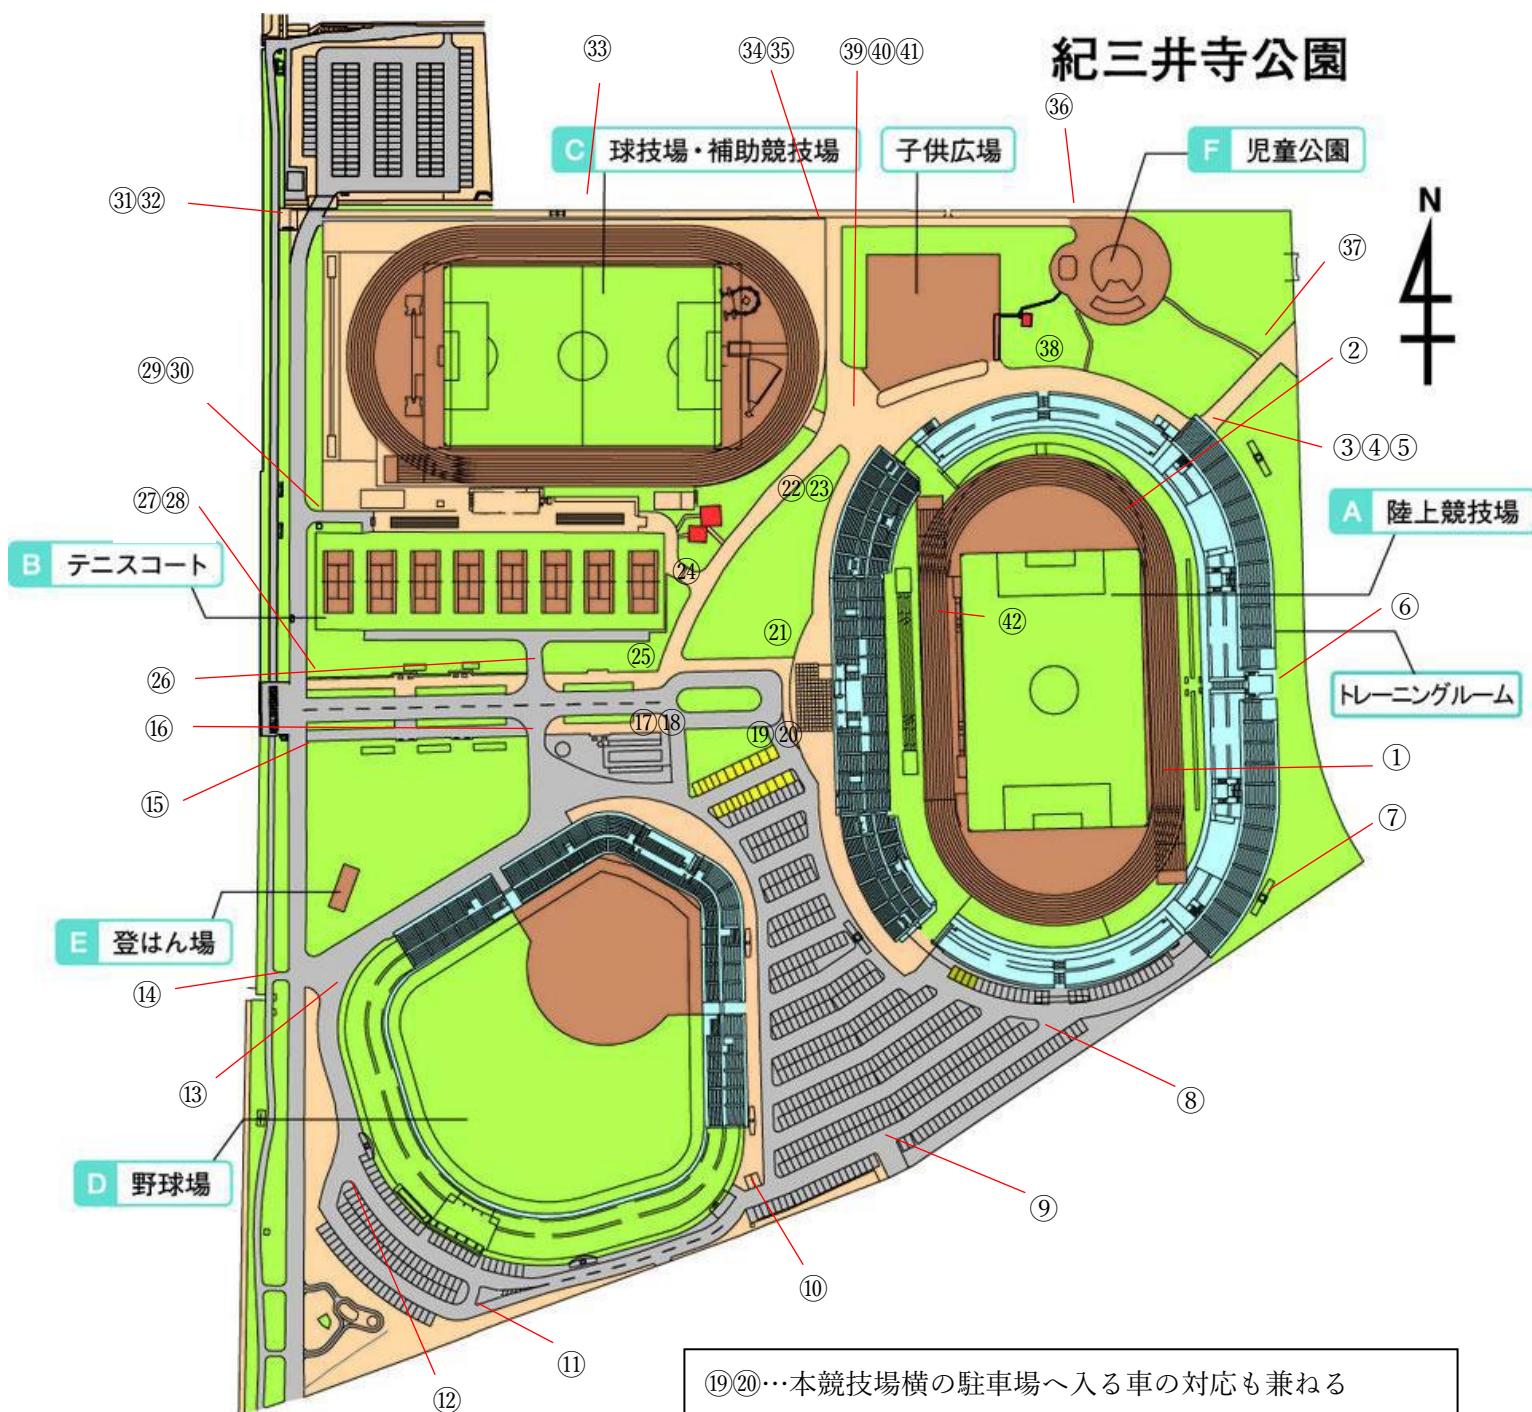 紀三井寺公園
㉝
㉞㉟
㊴㊵㊶
㊱
C 球技場・補助競技場
子供広場
F 児童公園
㉛㉜
N
㊲
㊳
②
㉙㉚
③④⑤
㉗㉘
㉒㉓
A 陸上競技場
B テニスコート
㉔
⑥
㊷
㉑
㉕
㉖
トレーニングルーム
⑯
⑰⑱
⑲⑳
①
⑮
⑦
E 登はん場
⑭
⑬
⑧
D 野球場
⑨
⑩
⑪
⑫
⑲⑳…本競技場横の駐車場へ入る車の対応も兼ねる